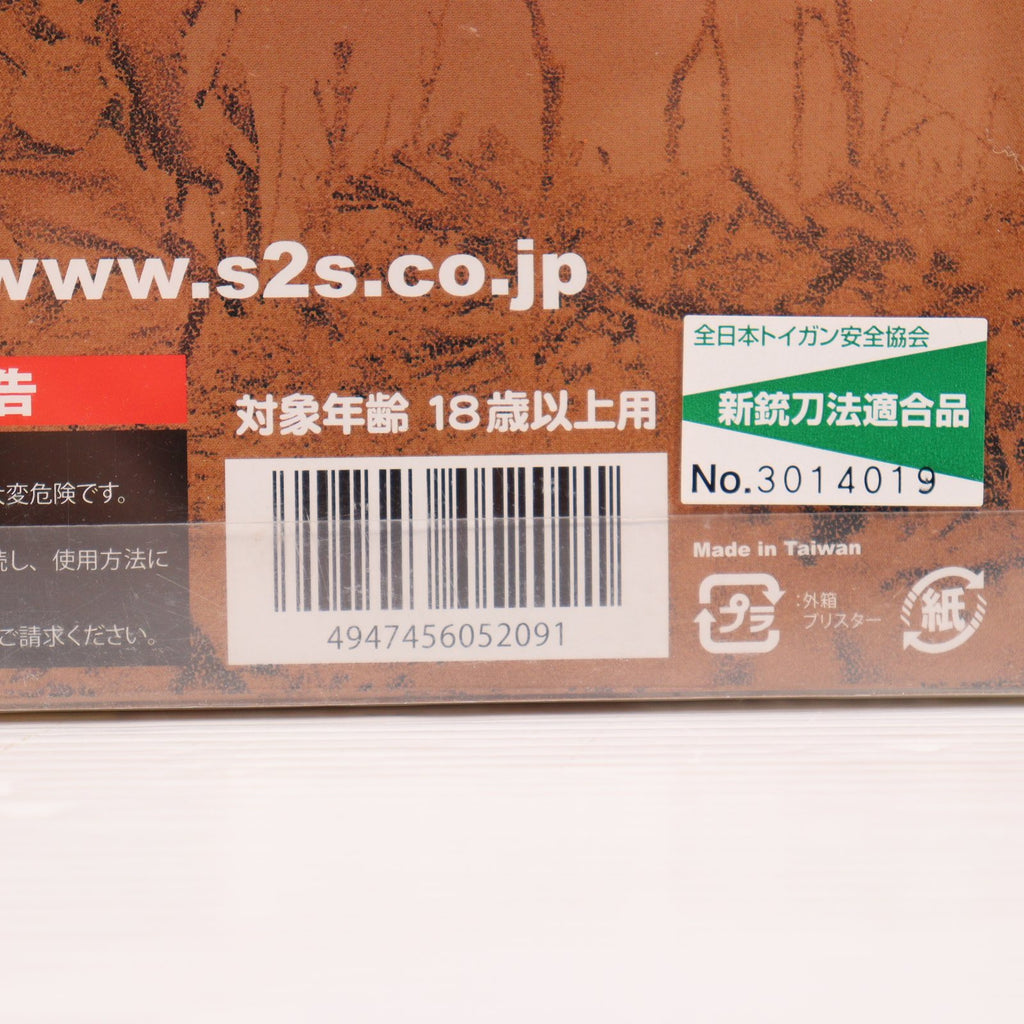 www.s2s.co.jp
全日本トイガン安全協会
新銃刀法適合品
No.3014019
告
対象年齢 18歳以上用
変危険です。
し、使用方法に
ご請求ください。
4947456052091
Made in Taiwan
プラ
:外箱
ブリスター
紙